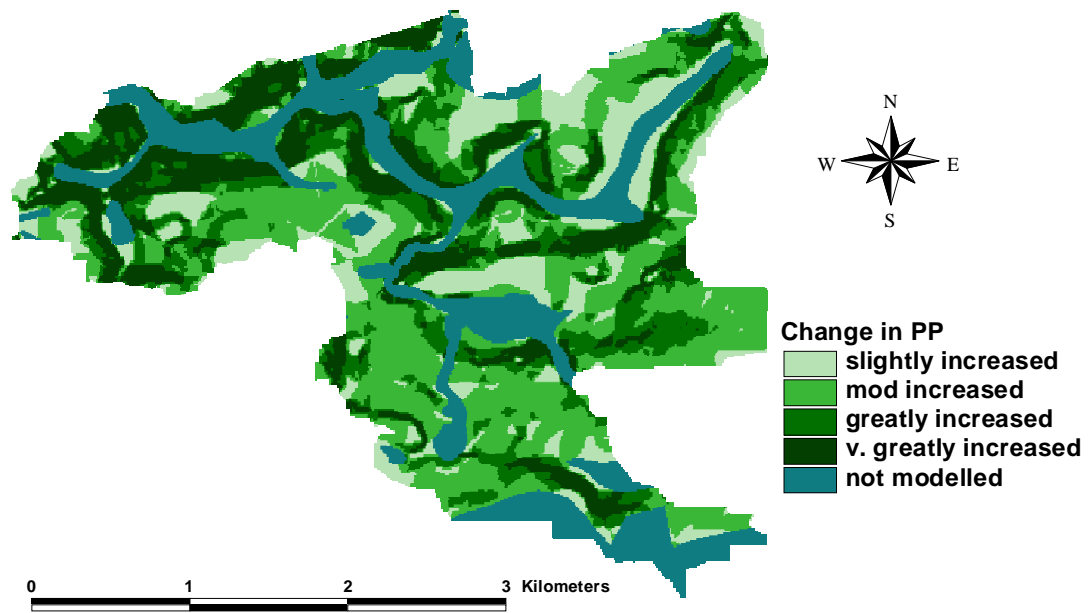 N
W E
S
Change in PP
slightly increased
mod increased
greatly increased
v. greatly increased
not modelled
0 1 2 3 Kilometers